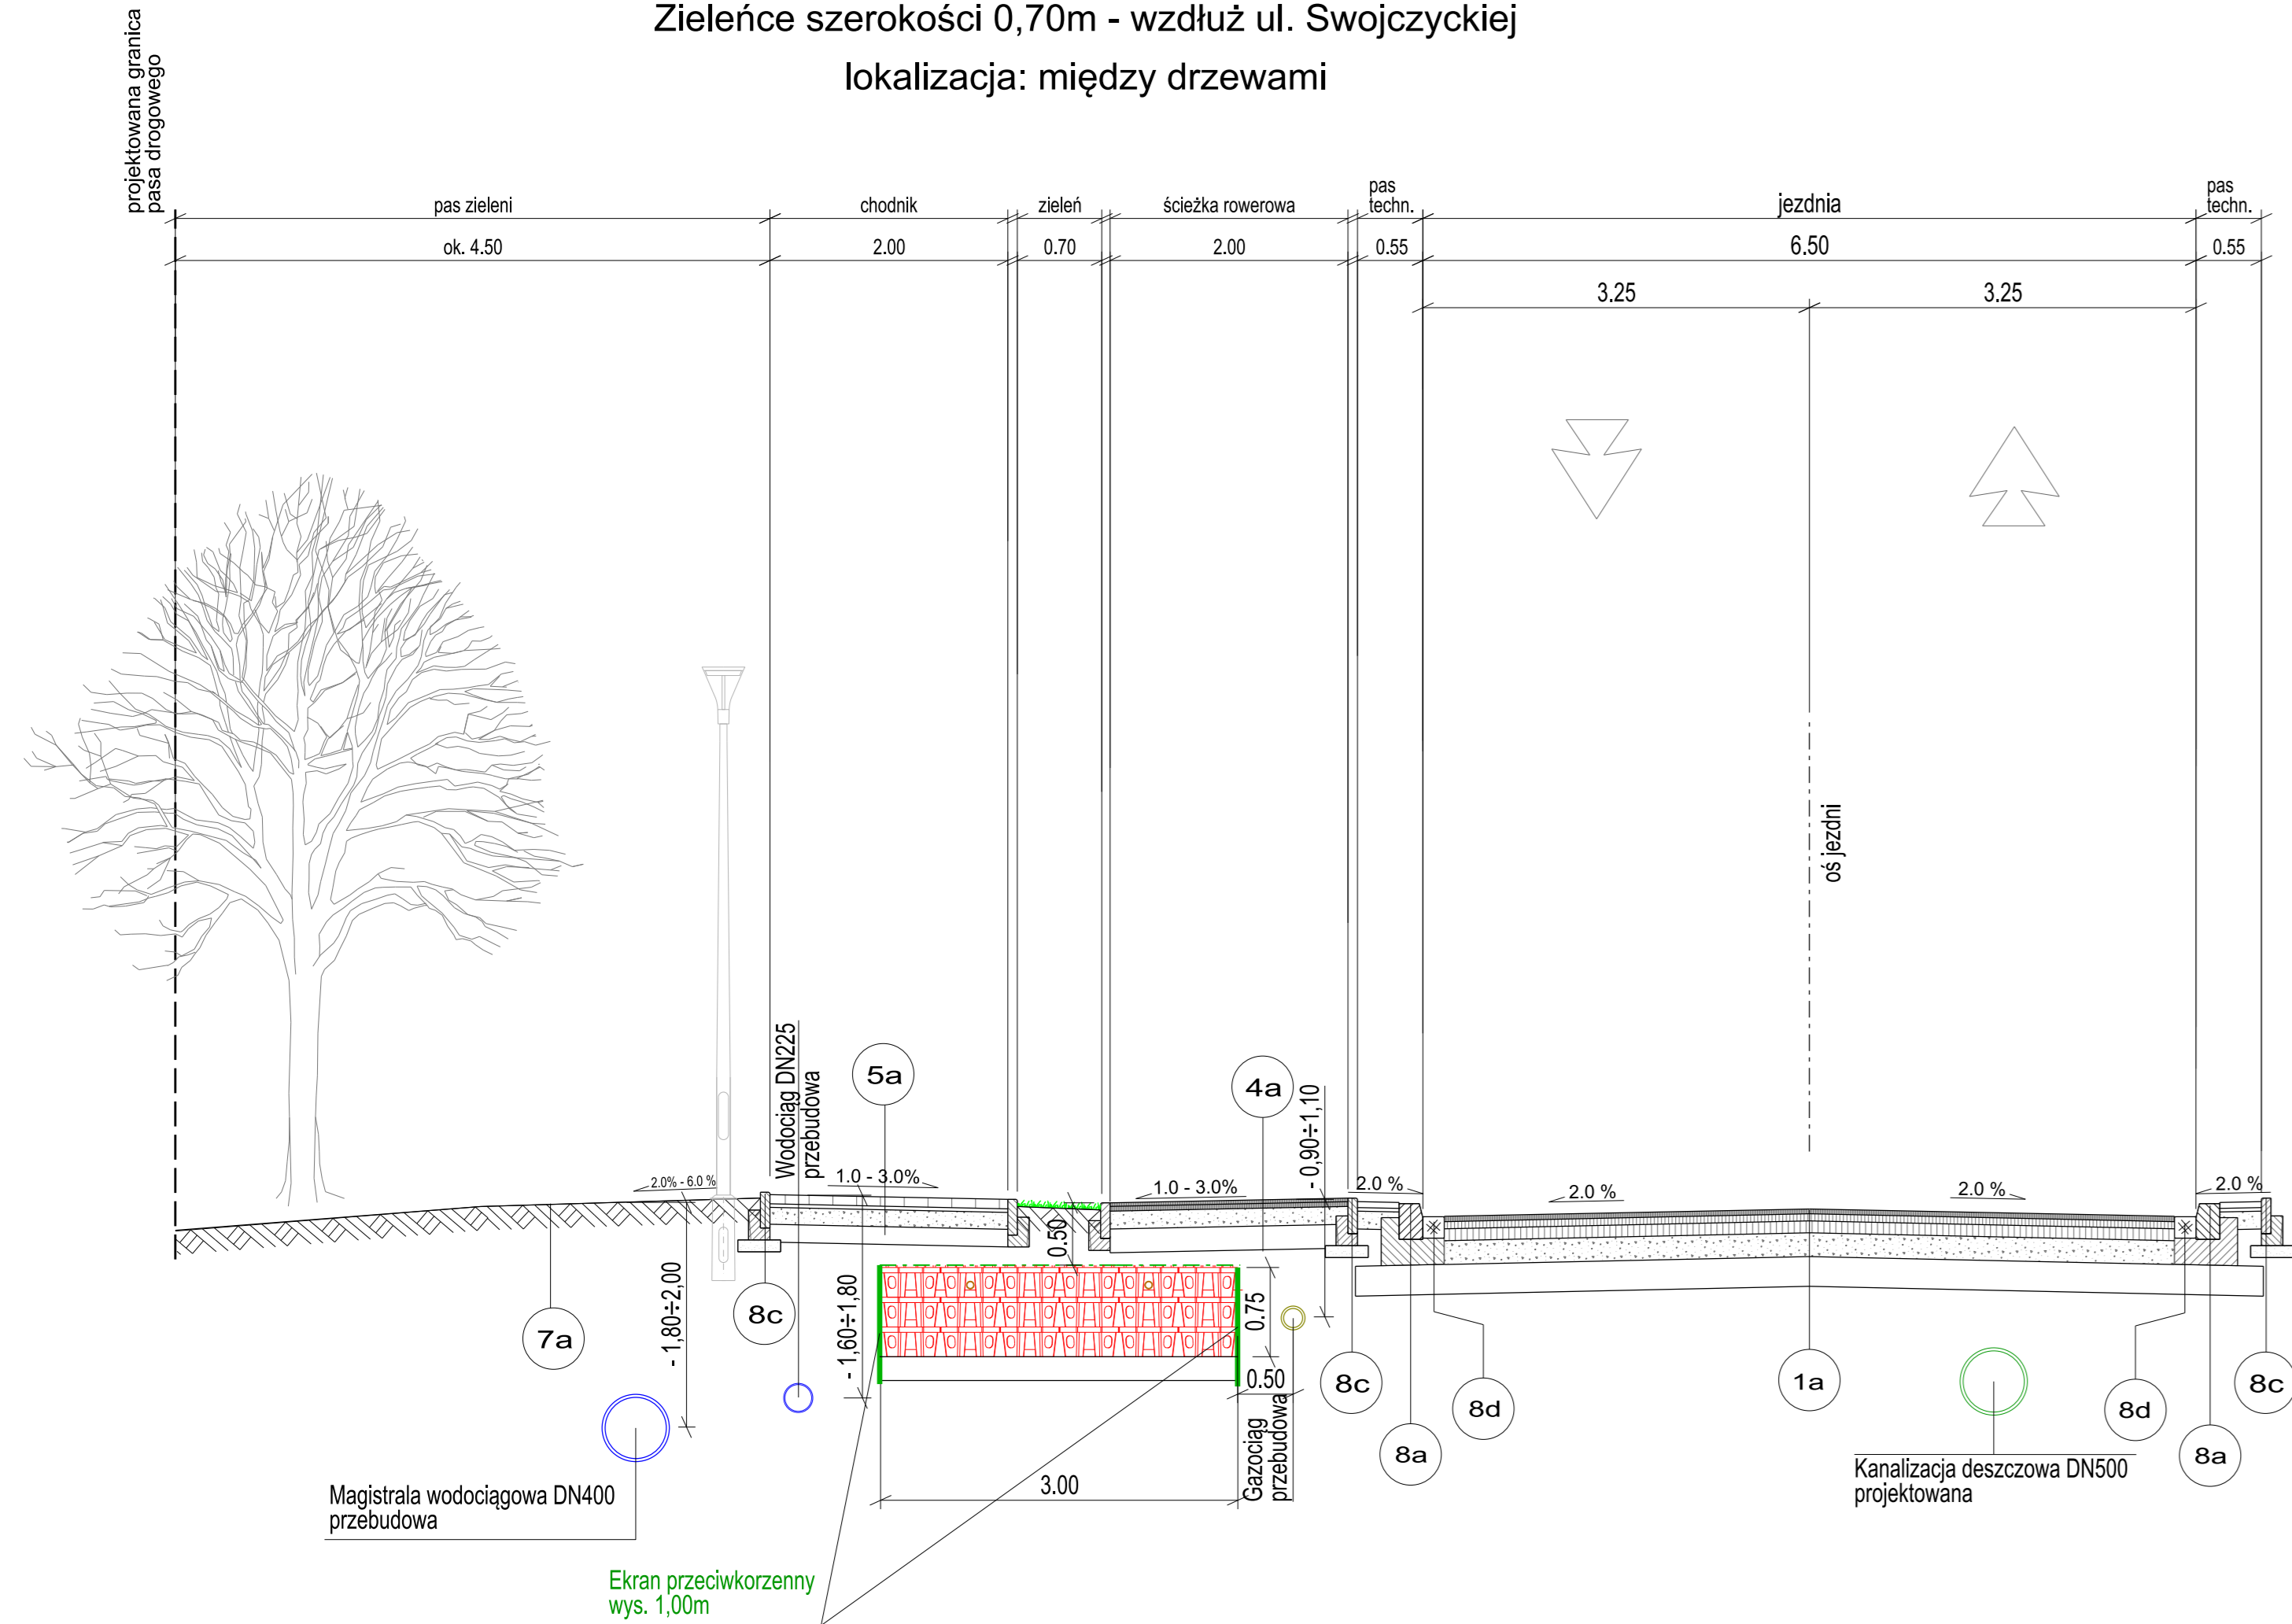 Zieleńce szerokości 0,70m - wzdłuż ul. Swojczyckiej
lokalizacja: między drzewami
projektowana granica
pasa drogowego
pas zieleni
chodnik
zieleń
ścieżka rowerowa
pas
techn.
jezdnia
pas
techn.
ok. 4.50
2.00
0.70
2.00
0.55
6.50
0.55
3.25
3.25
oś jezdni
Wodociąg DN225
przebudowa
5a
4a
- 0,90÷1,10
2.0% - 6.0 %
1.0 - 3.0%
1.0 - 3.0%
2.0 %
2.0 %
2.0 %
2.0 %
0.50
- 1,80÷2,00
- 1,60÷1,80
0.75
0.50
7a
8c
8c
8d
8a
1a
8d
8a
8c
Gazociąg
przebudowa
3.00
Magistrala wodociągowa DN400
przebudowa
Kanalizacja deszczowa DN500
projektowana
Ekran przeciwkorzenny
wys. 1,00m